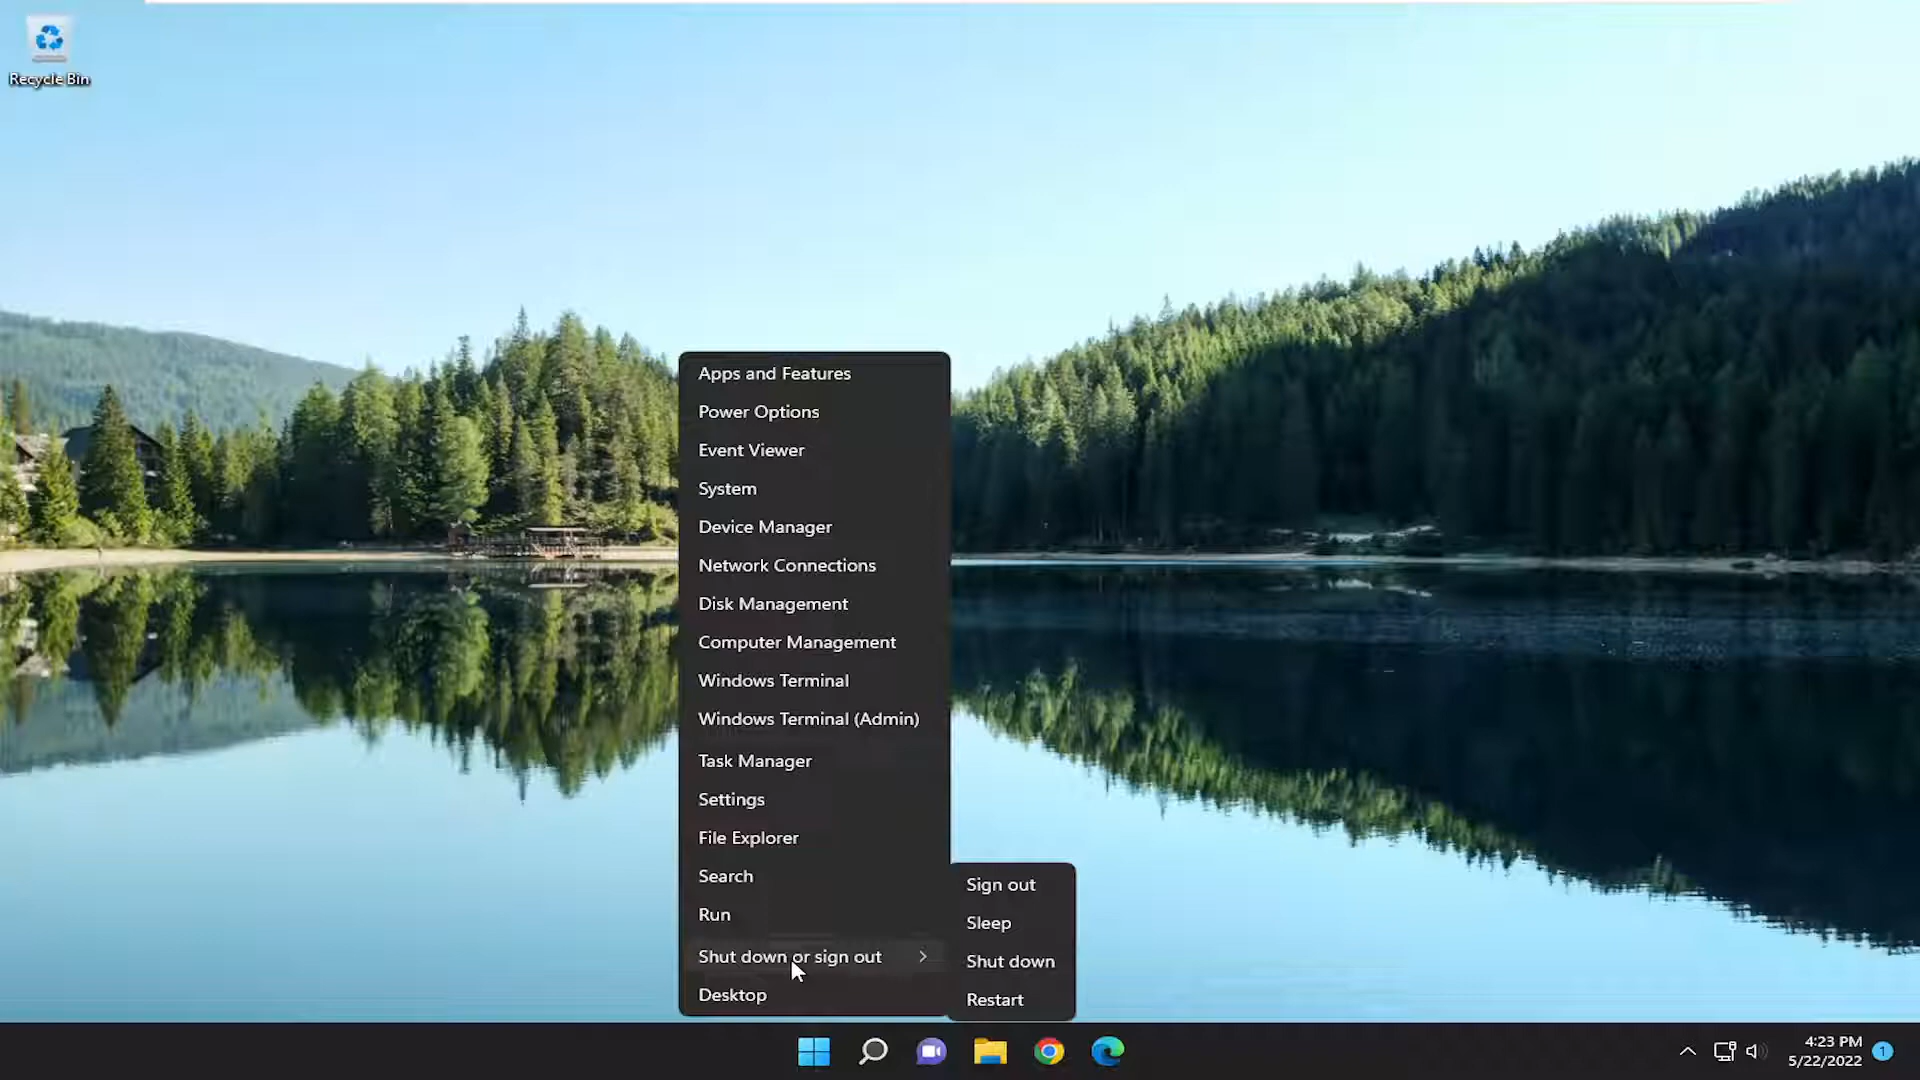 Recycle Bin
Apps and Features
Power Options
Event Viewer
System
Device Manager
Network Connections
Disk Management
Computer Management
Windows Terminal
Windows Terminal (Admin)
Task Manager
Settings
File Explorer
Search
Run
Shut down or sign out
Desktop
Sign out
Sleep
Shut down
Restart
4:23 PM
5/22/2022
1